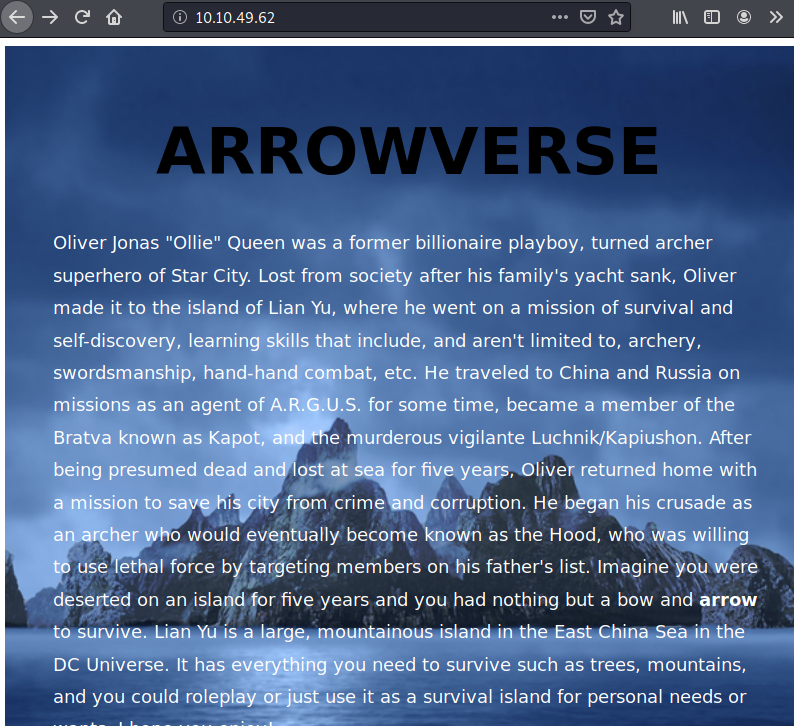 10.10.49.62
ARROWVERSE
Oliver Jonas "Ollie" Queen was a former billionaire playboy, turned archer
superhero of Star City. Lost from society after his family's yacht sank, Oliver
made it to the island of Lian Yu, where he went on a mission of survival and
self-discovery, learning skills that include, and aren't limited to, archery,
swordsmanship, hand-hand combat, etc. He traveled to China and Russia on
missions as an agent of A.R.G.U.S. for some time, became a member of the
Bratva known as Kapot, and the murderous vigilante Luchnik/Kapiushon. After
being presumed dead and lost at sea for five years, Oliver returned home with
a mission to save his city from crime and corruption. He began his crusade as
an archer who would eventually become known as the Hood, who was willing
to use lethal force by targeting members on his father's list. Imagine you were
deserted on an island for five years and you had nothing but a bow and arrow
to survive. Lian Yu is a large, mountainous island in the East China Sea in the
DC Universe. It has everything you need to survive such as trees, mountains,
and you could roleplay or just use it as a survival island for personal needs or
wants. I hope you enjoy!